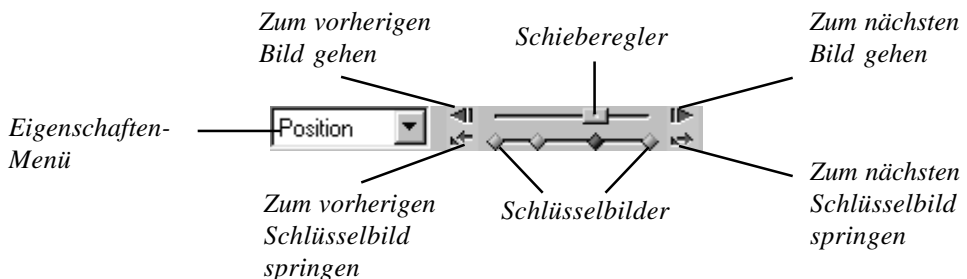 Zum vorherigen
Bild gehen
Schieberegler
Zum nächsten
Bild gehen
Eigenschaften-
Menü
Position
Zum vorherigen
Schlüsselbild
springen
Schlüsselbilder
Zum nächsten
Schlüsselbild
springen